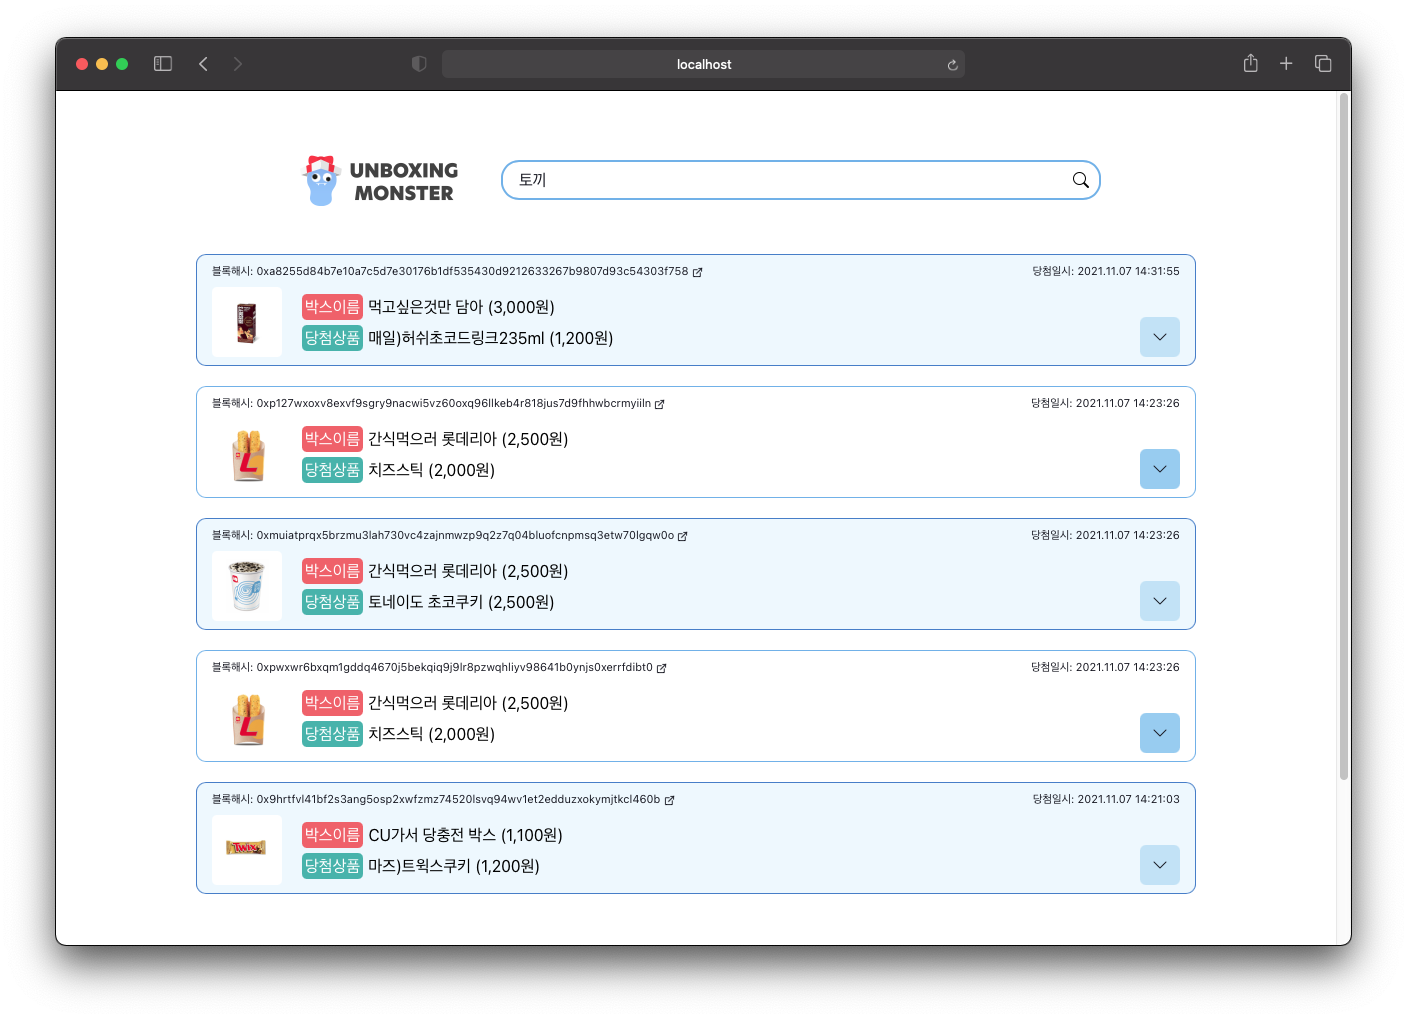 localhost
UNBOXING
MONSTER
토끼
블록해시: 0xa8255d84b7e10a7c5d7e30176b1df535430d9212633267b9807d93c54303f758
당첨일시: 2021.11.07 14:31:55
박스이름 먹고싶은것만 담아 (3,000원)
당첨상품 매일)허쉬초코드링크235ml (1,200원)
블록해시: 0xp127wxoxv8exvf9sgry9nacwi5vz60oxq96llkeb4r818jus7d9fhhwbcrmyiiln
당첨일시: 2021.11.07 14:23:26
박스이름 간식먹으러 롯데리아 (2,500원)
당첨상품 치즈스틱 (2,000원)
블록해시: 0xmuiatprqx5brzmu3lah730vc4zajnmwzp9q2z7q04bluofcnpmsq3etw70lgqw0o
당첨일시: 2021.11.07 14:23:26
박스이름 간식먹으러 롯데리아 (2,500원)
당첨상품 토네이도 초코쿠키 (2,500원)
블록해시: 0xpwxwr6bxqm1gddq4670j5bekqiq9j9lr8pzwqhliyv98641b0ynjs0xerrfdibt0
당첨일시: 2021.11.07 14:23:26
박스이름 간식먹으러 롯데리아 (2,500원)
당첨상품 치즈스틱 (2,000원)
블록해시: 0x9hrtfvl41bf2s3ang5osp2xwfzmz74520lsvq94wv1et2edduzxokymjtkcl460b
당첨일시: 2021.11.07 14:21:03
TWIX
박스이름 CU가서 당충전 박스 (1,100원)
당첨상품 마즈)트윅스쿠키 (1,200원)